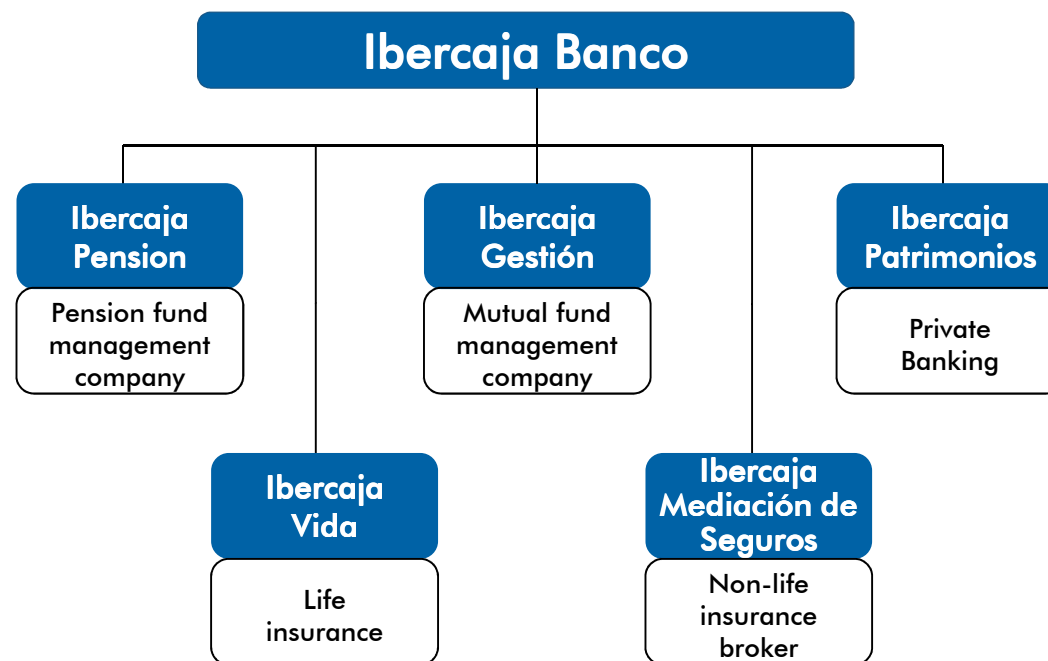 Ibercaja Banco
Ibercaja
Pension
Pension fund
management
company
Ibercaja
Gestión
Mutual fund
management
company
Ibercaja
Patrimonios
Private
Banking
Ibercaja
Vida
Life
insurance
Ibercaja
Mediación de
Seguros
Non-life
insurance
broker